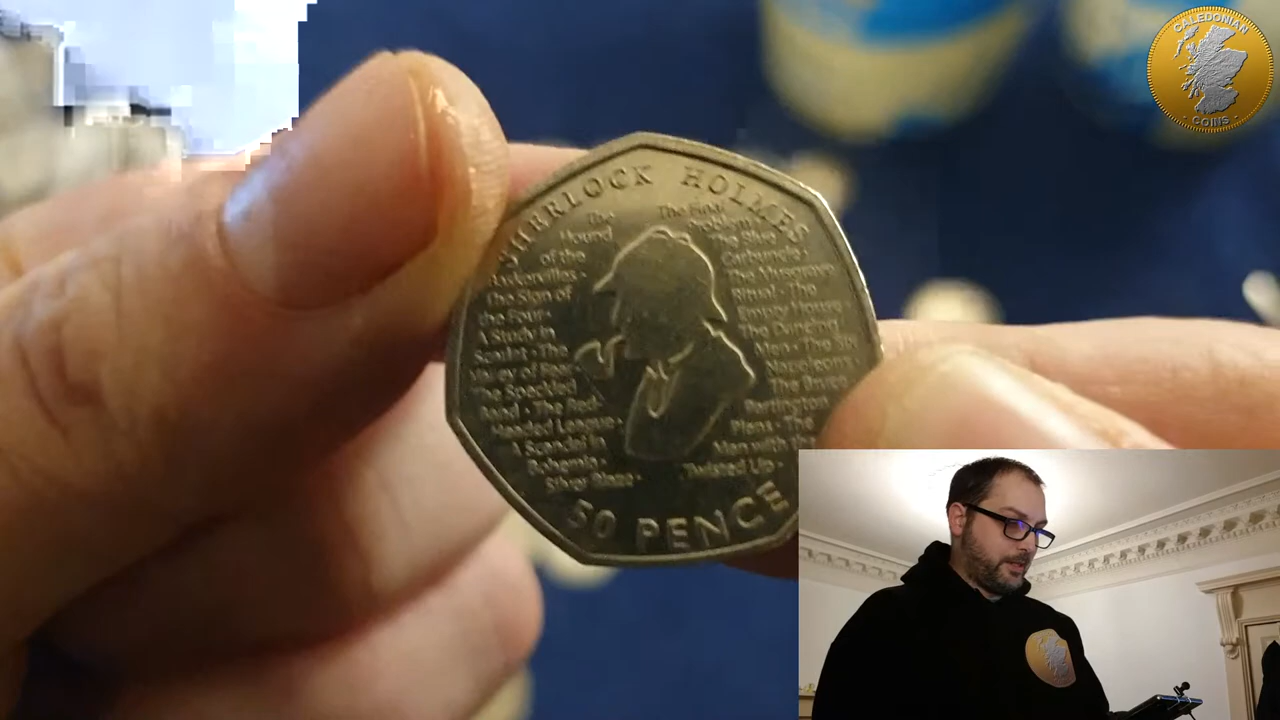 CALEDONIAN
· COINS ·
SHERLOCK HOLMES
The
Hound
of the
Baskervilles -
The Sign of
the Four -
A Study in
Scarlet - The
Valley of Fear
The Speckled
Band - The Red-
Headed League -
A Scandal in
Bohemia -
Silver Blaze -
The Final
Problem
The Blue
Carbuncle -
The Musgrave
Ritual - The
Empty House
The Dancing
Men - The Six
Napoleons -
The Bruce
Partington
Plans - The
Man with the
Twisted Lip -
50 PENCE